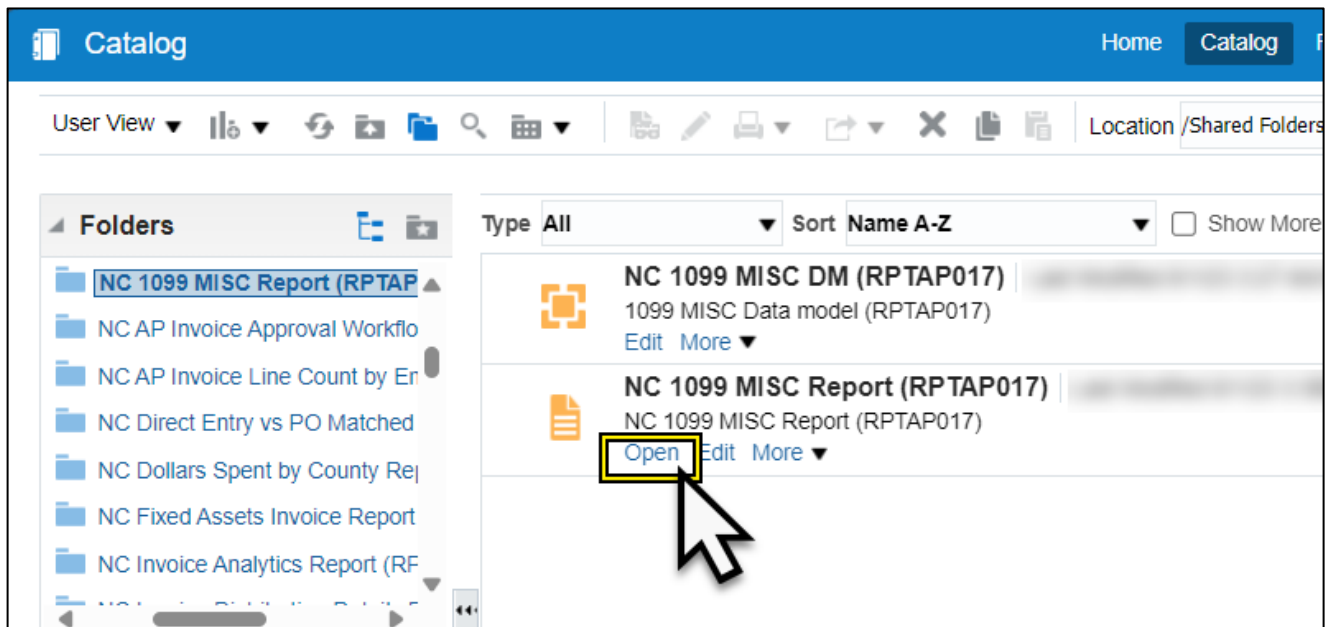 Catalog
Home Catalog
User View
Location /Shared Folders
Folders
Type All Sort Name A-Z Show More
NC 1099 MISC Report (RPTAP
NC AP Invoice Approval Workflo
NC AP Invoice Line Count by En
NC Direct Entry vs PO Matched
NC Dollars Spent by County Rep
NC Fixed Assets Invoice Report
NC Invoice Analytics Report (RF
NC 1099 MISC DM (RPTAP017)
1099 MISC Data model (RPTAP017)
Edit More
NC 1099 MISC Report (RPTAP017)
NC 1099 MISC Report (RPTAP017)
Open Edit More